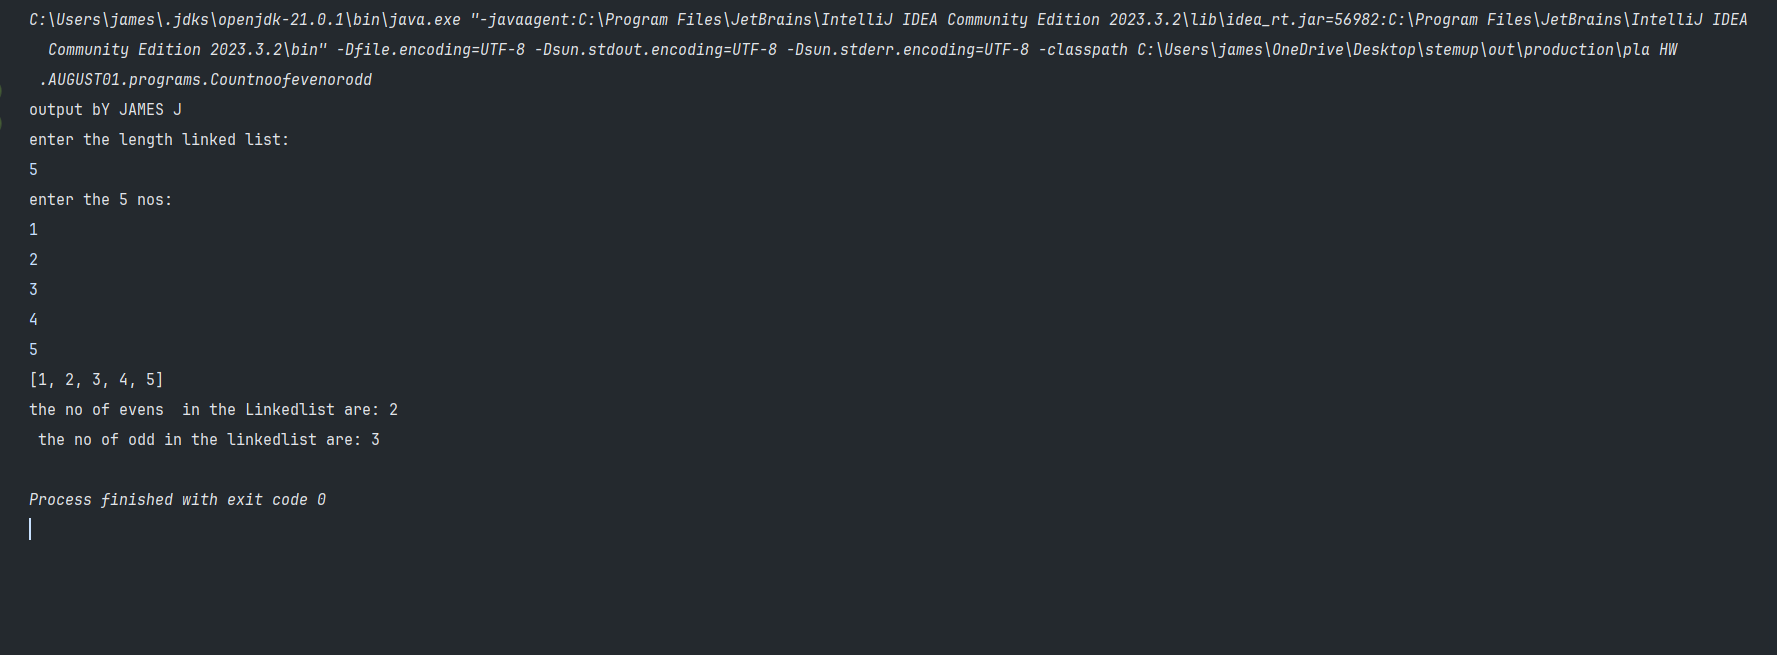 C:\Users\james\.jdks\openjdk-21.0.1\bin\java.exe "-javaagent:C:\Program Files\JetBrains\IntelliJ IDEA Community Edition 2023.3.2\lib\idea_rt.jar=56982:C:\Program Files\JetBrains\IntelliJ IDEA
Community Edition 2023.3.2\bin" -Dfile.encoding=UTF-8 -Dsun.stdout.encoding=UTF-8 -Dsun.stderr.encoding=UTF-8 -classpath C:\Users\james\OneDrive\Desktop\stemup\out\production\pla HW
.AUGUST01.programs.Countnoofevenorodd
output bY JAMES J
enter the length linked list:
5
enter the 5 nos:
1
2
3
4
5
[1, 2, 3, 4, 5]
the no of evens  in the Linkedlist are: 2
the no of odd in the linkedlist are: 3
Process finished with exit code 0